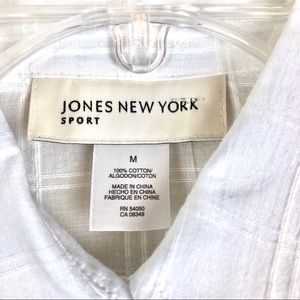 JONES NEW YORK
SPORT
M
100% COTTON/
ALGODON/COTON
MADE IN CHINA
HECHO EN CHINA
FABRIQUE EN CHINE
RN 54050
CA 08349